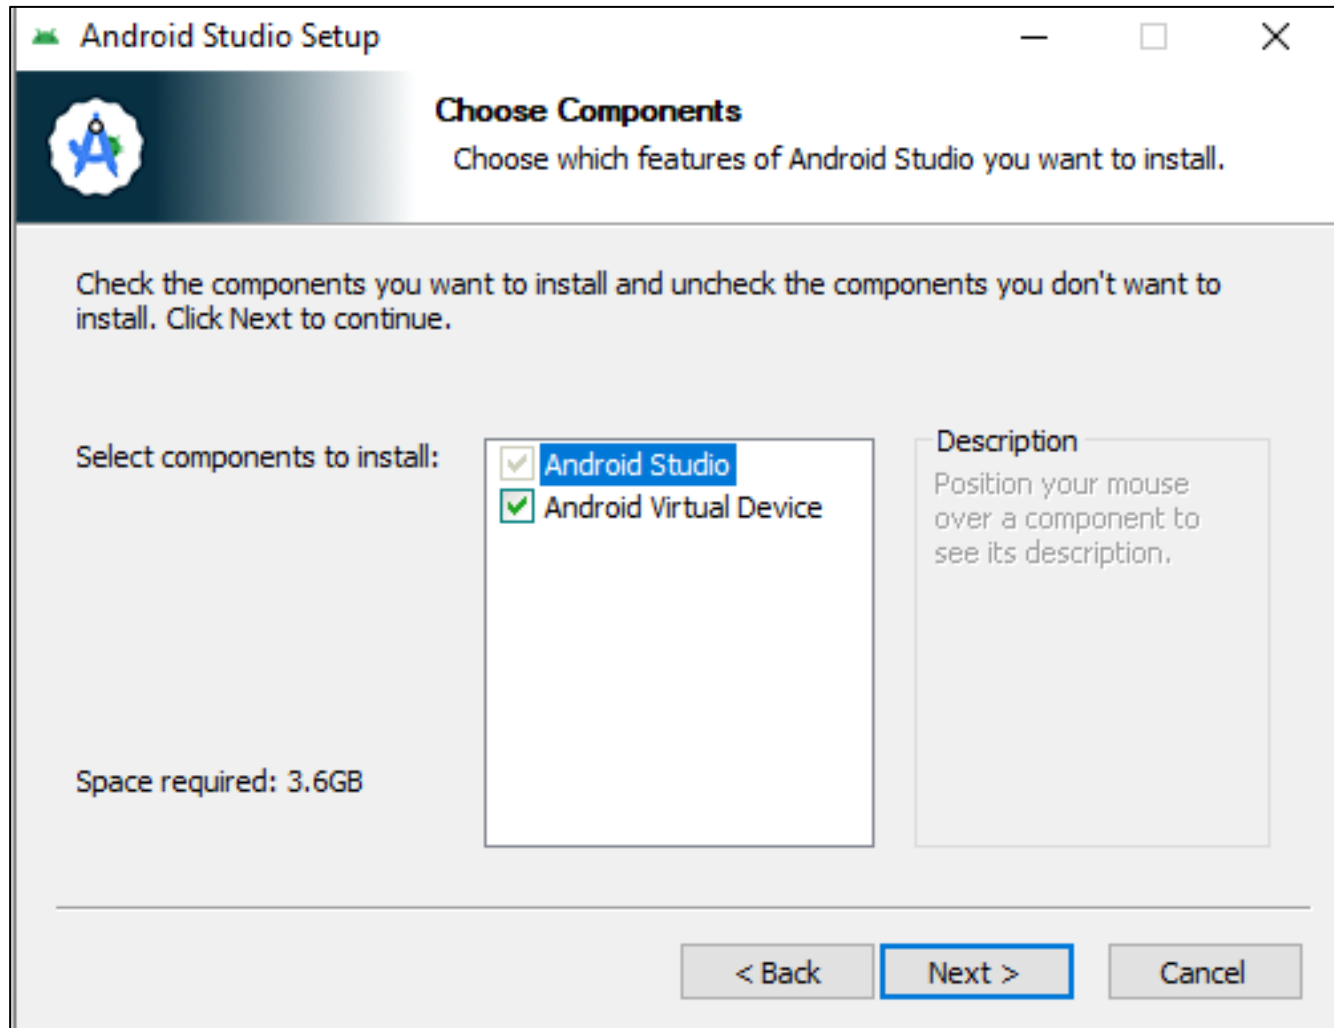 Android Studio Setup
Choose Components
Choose which features of Android Studio you want to install.
Check the components you want to install and uncheck the components you don't want to
install. Click Next to continue.
Select components to install:
Android Studio
Android Virtual Device
Description
Position your mouse
over a component to
see its description.
Space required: 3.6GB
< Back
Next >
Cancel